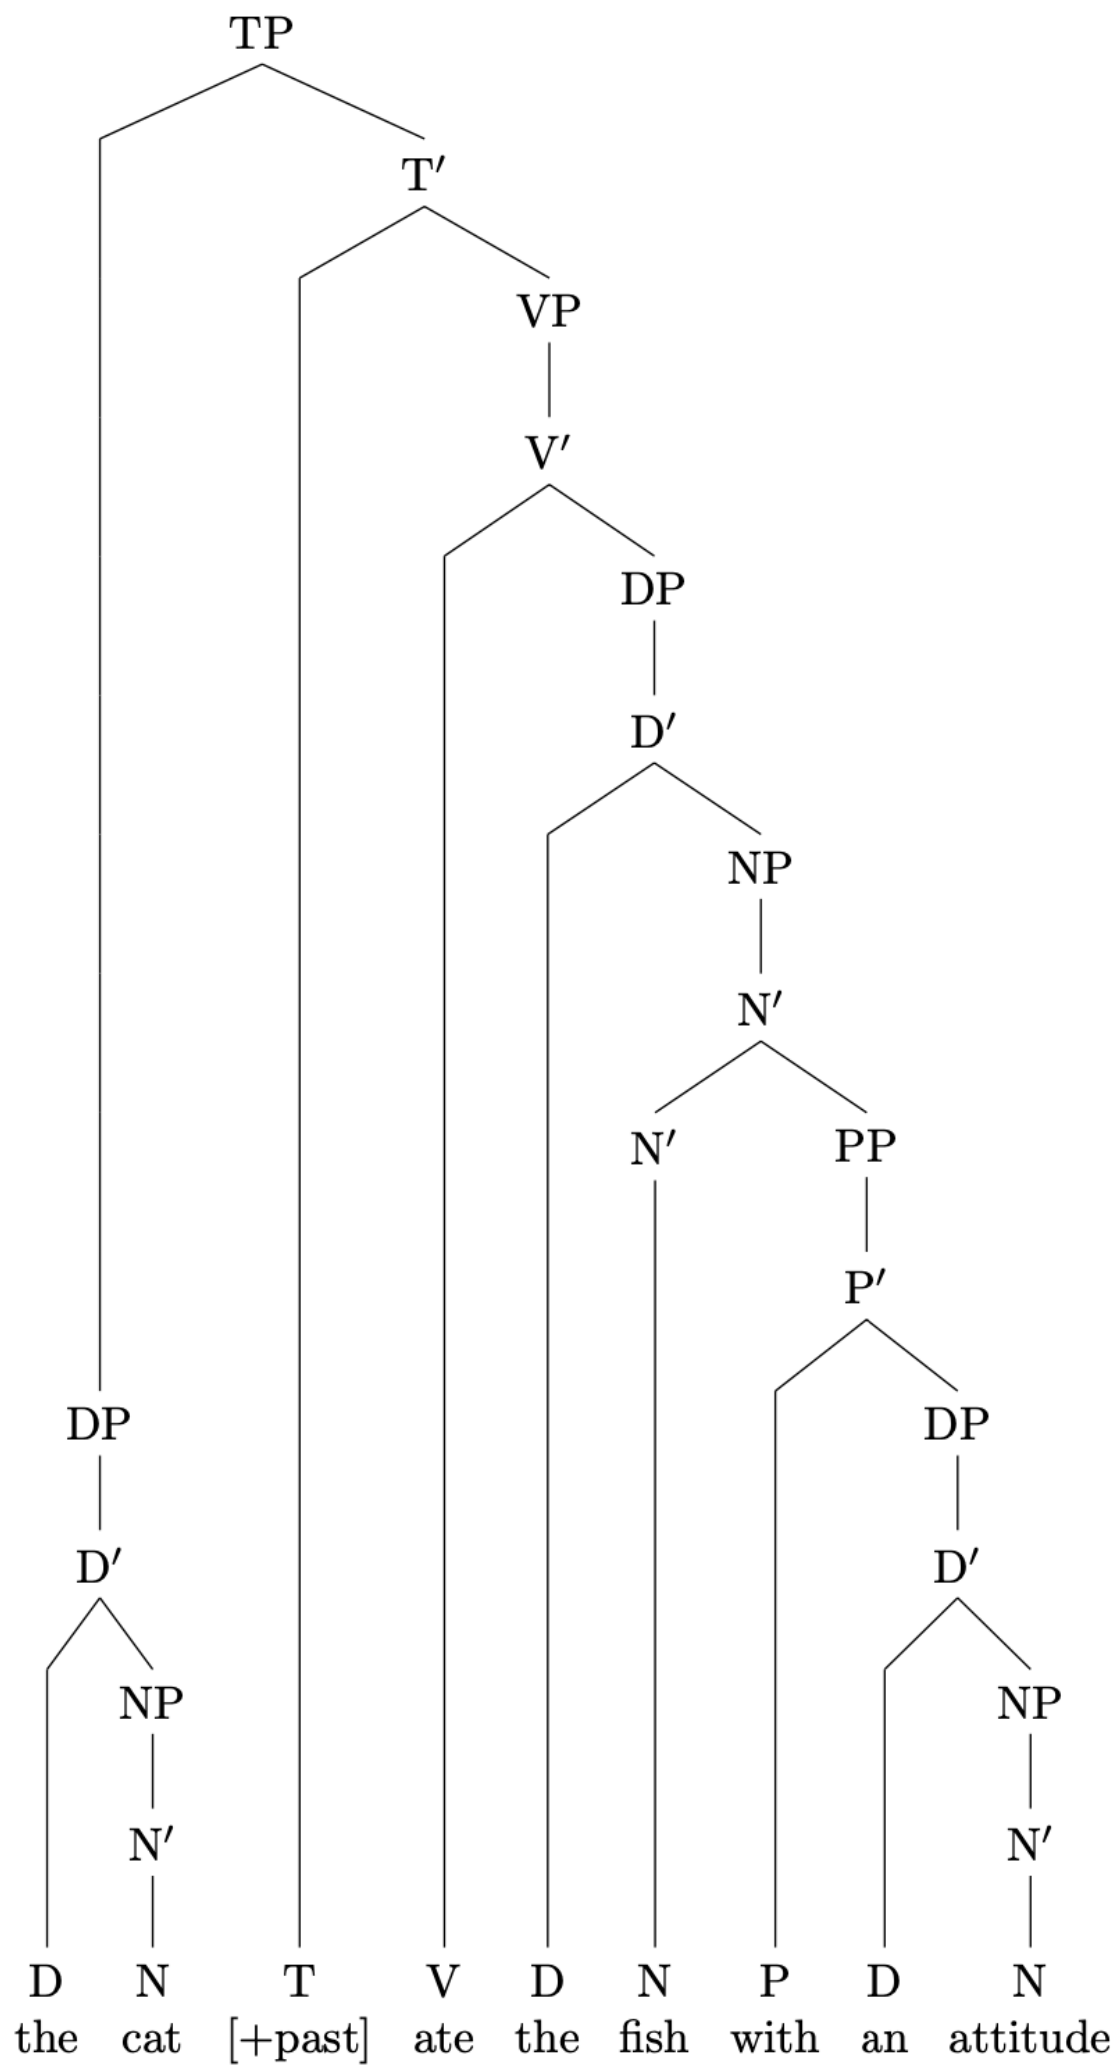 TP
T′
VP
V′
DP
D′
NP
N′
N′ PP
P′
DP DP
D′ D′
NP NP
N′ N′
D N T V D N P D N
the cat [+past] ate the fish with an attitude